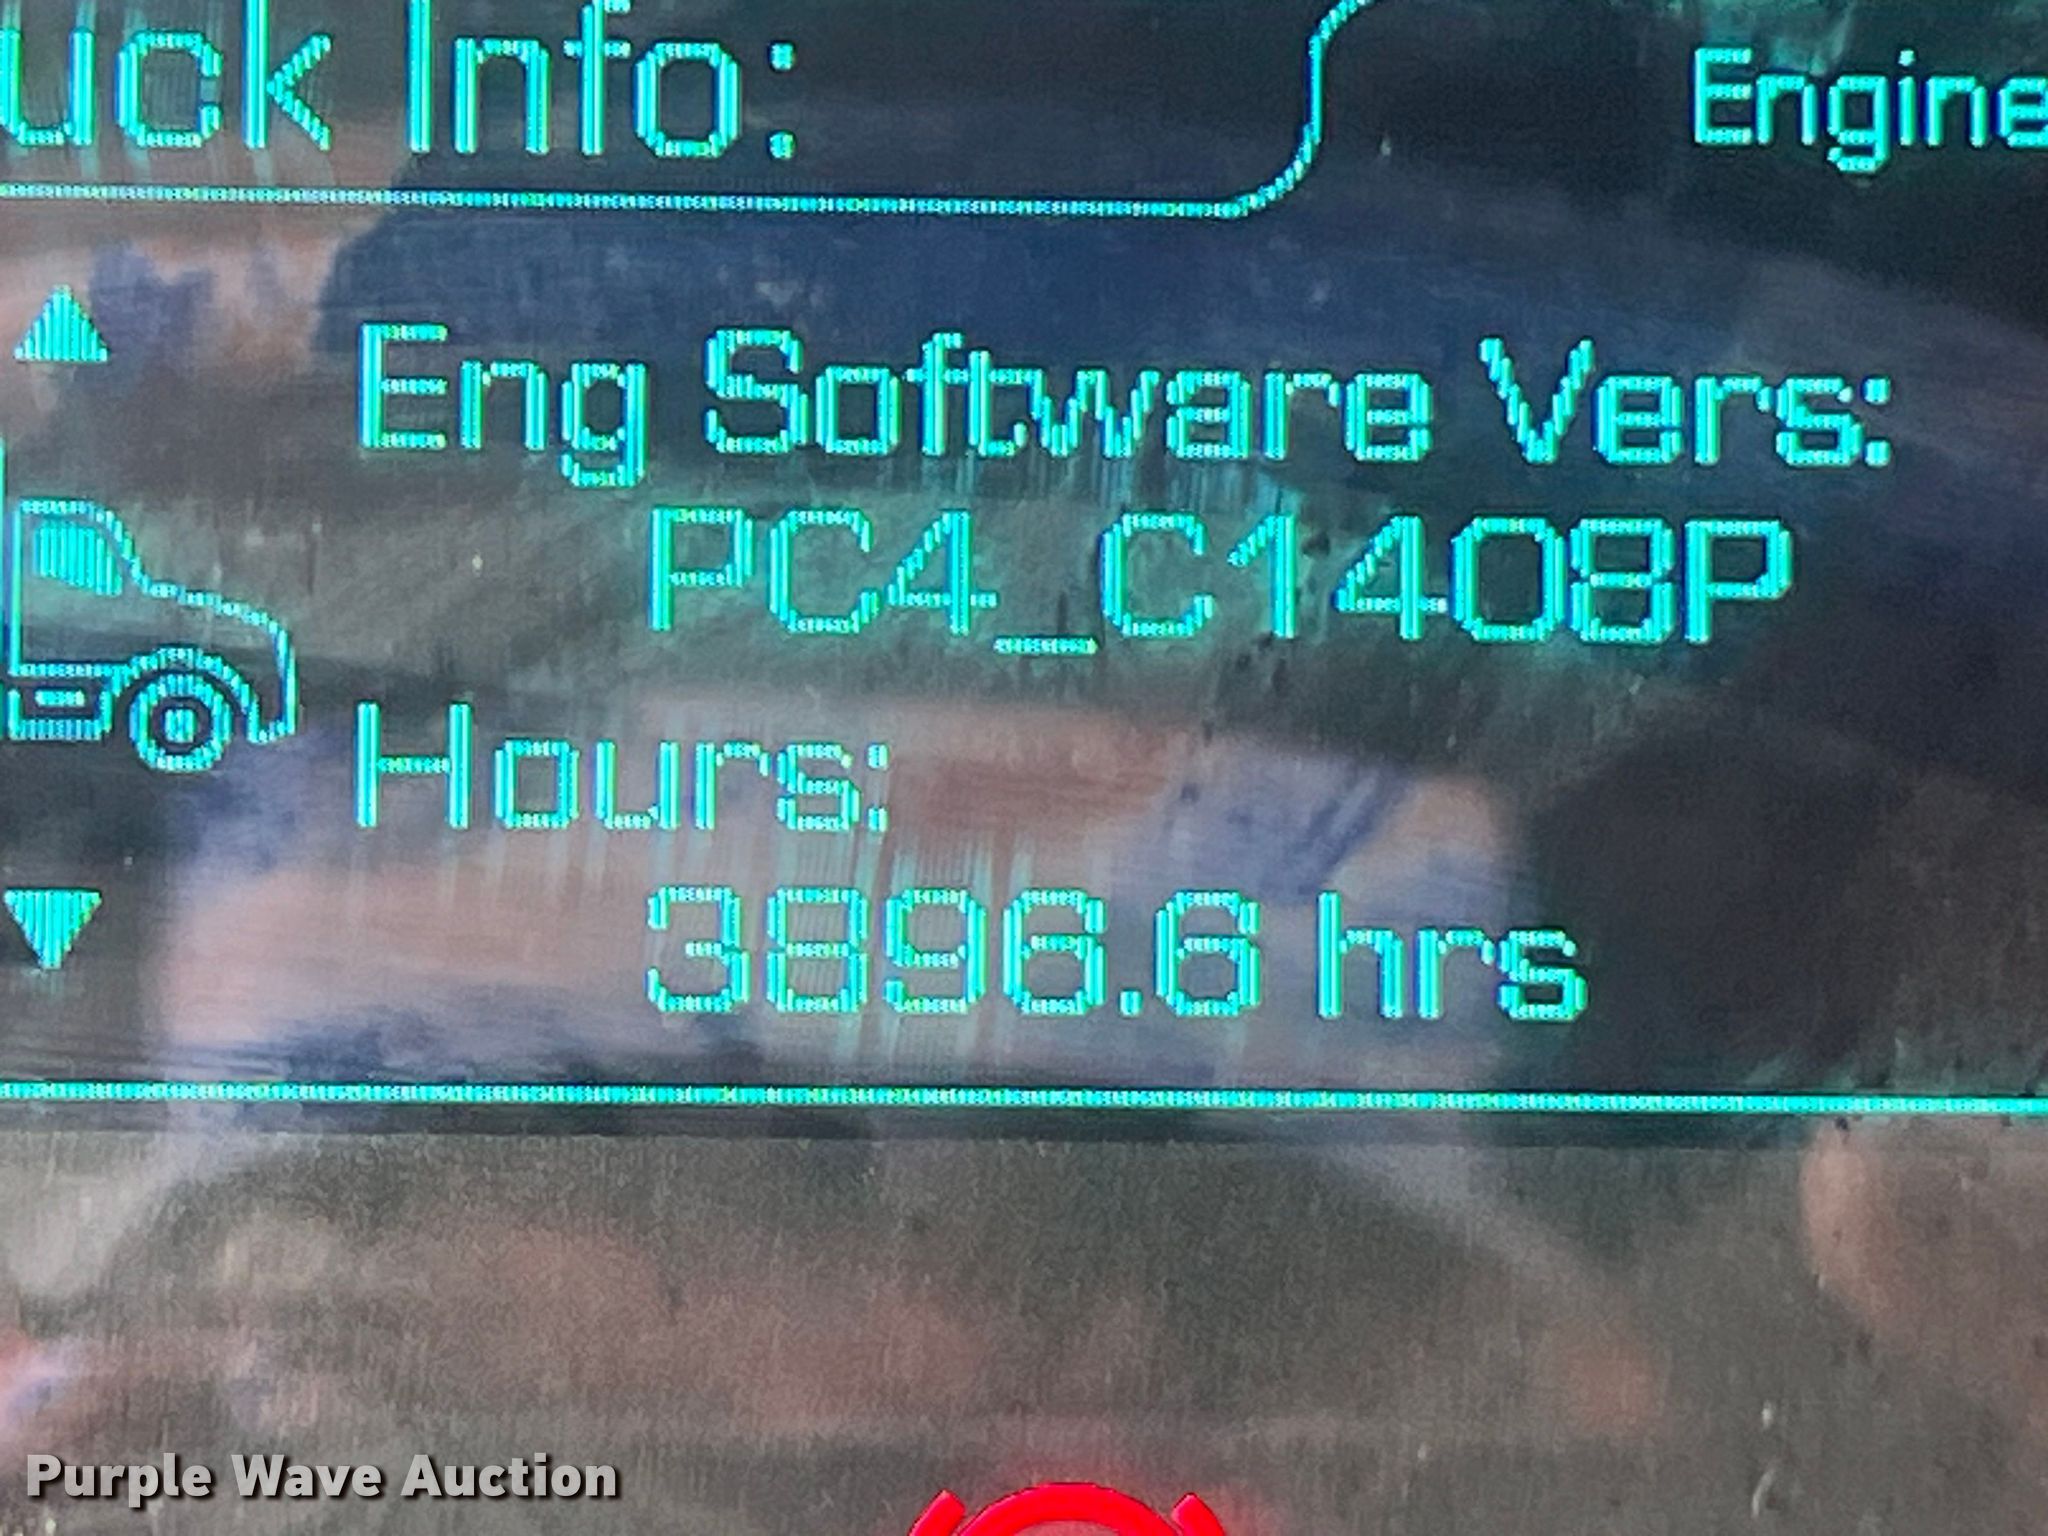 uck Info:
Engine
Eng Software Vers:
PC4_C1408P
Hours:
3896.6 hrs
Purple Wave Auction